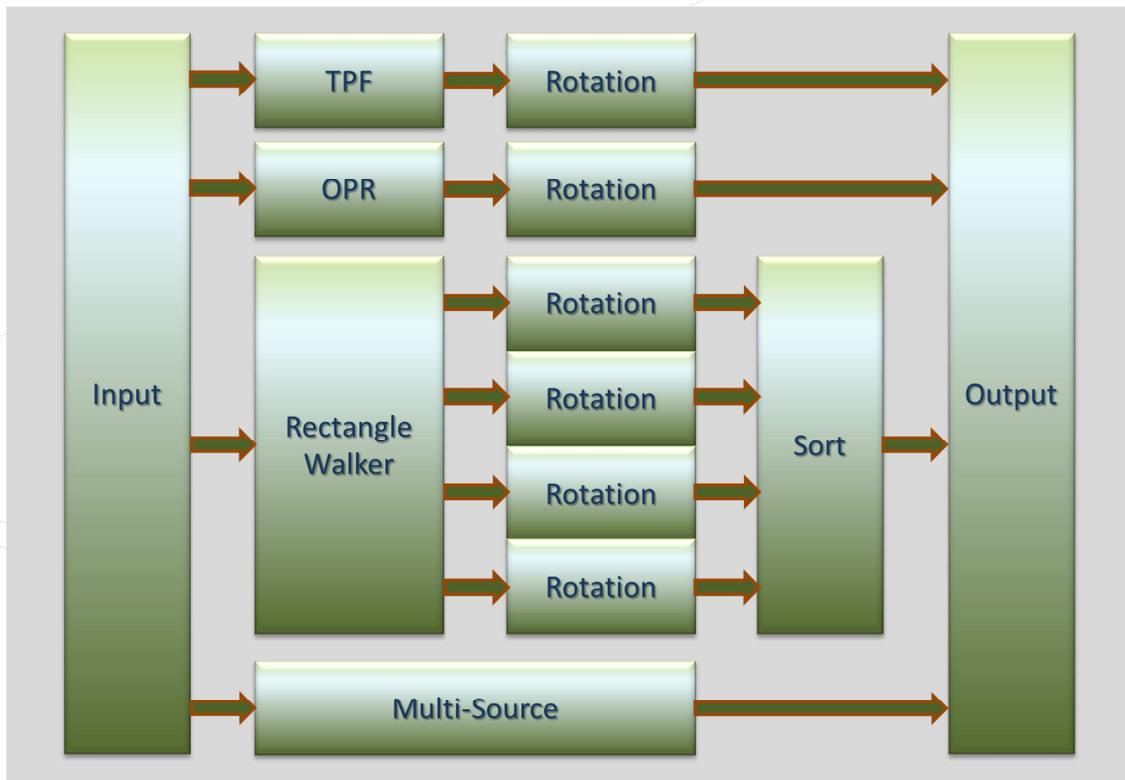 TPF
Rotation
OPR
Rotation
Input
Rectangle
Walker
Rotation
Rotation
Rotation
Rotation
Sort
Output
Multi-Source